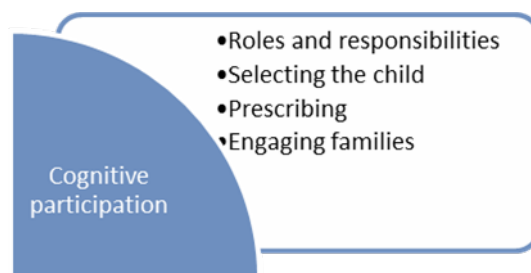 •Roles and responsibilities
•Selecting the child
•Prescribing
•Engaging families
Cognitive
participation